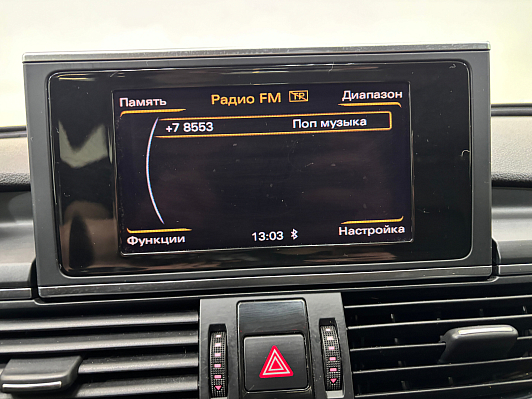 Память
Радио FM TP
Диапазон
+7 8553 Поп музыка
Функции
13:03
Настройка